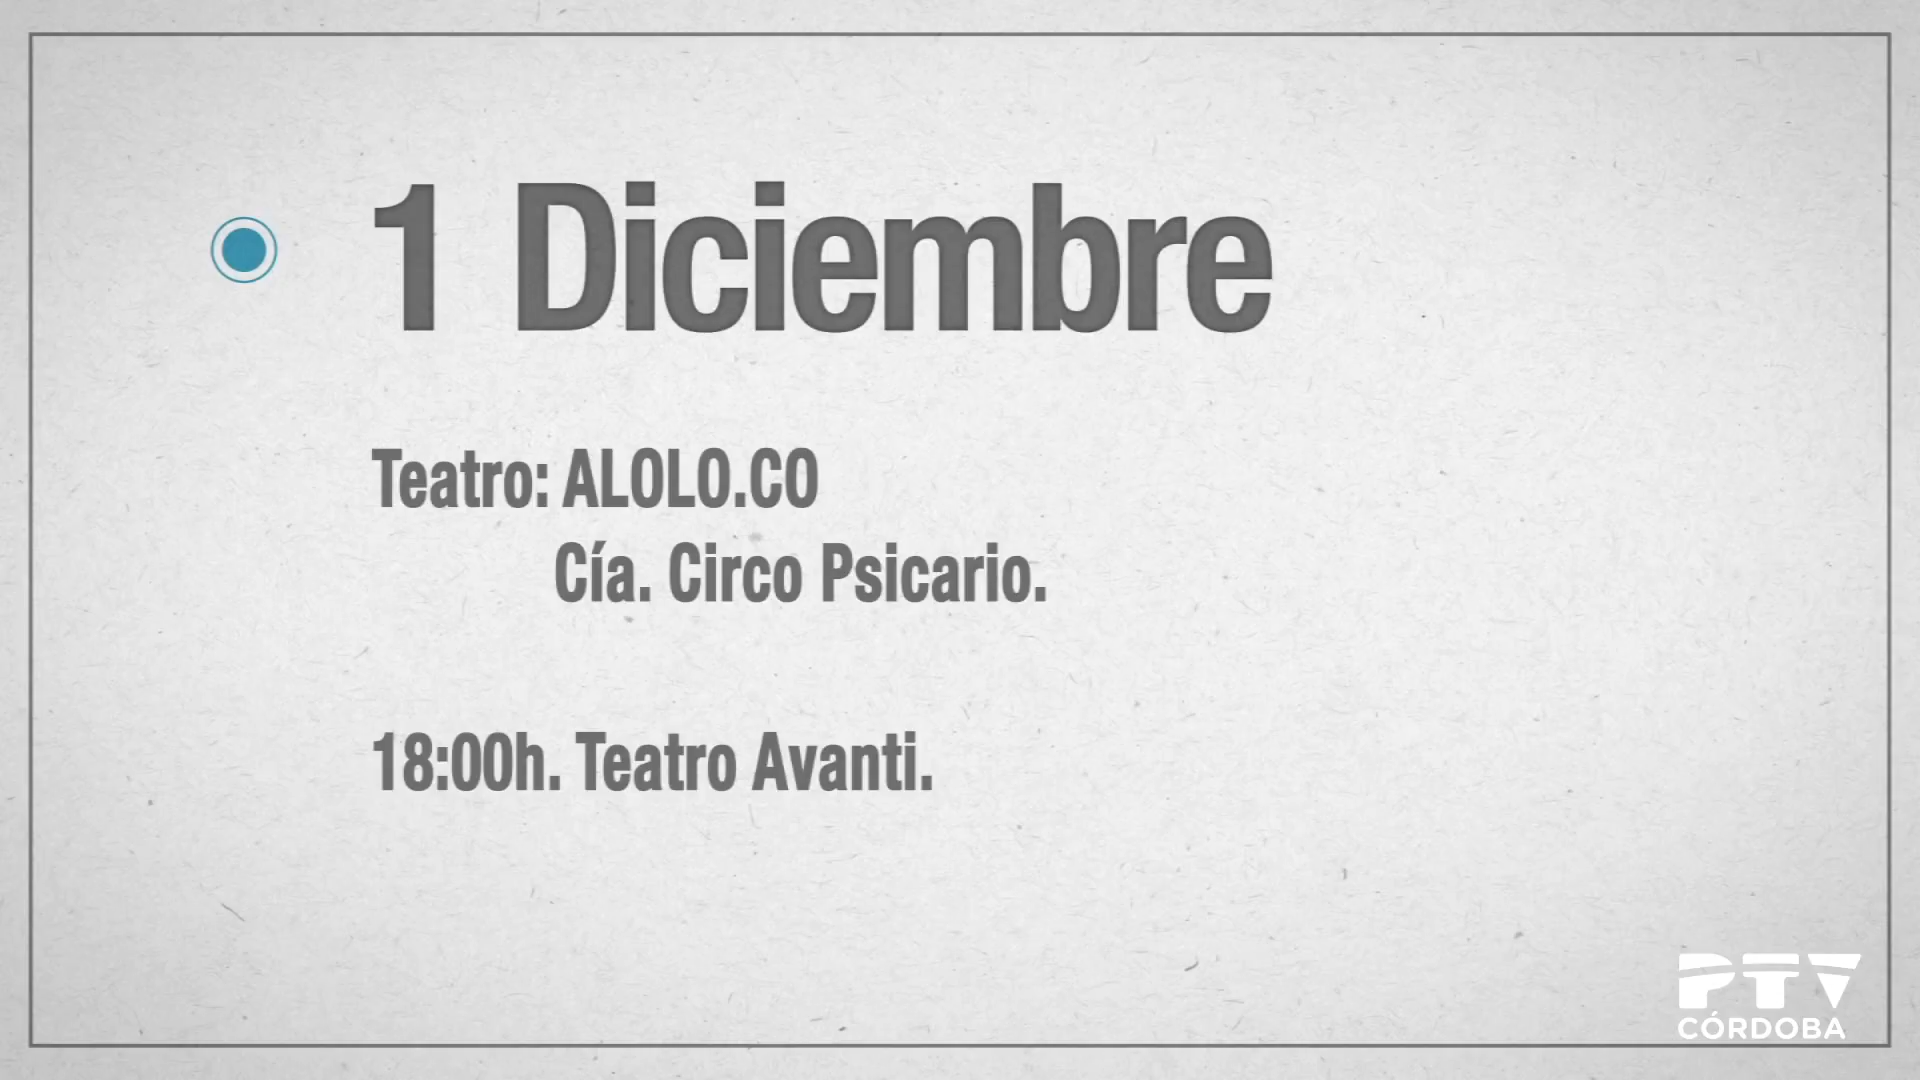 1 Diciembre
Teatro: ALOLO.CO
Cía. Circo Psicario.
18:00h. Teatro Avanti.
PTV
CÓRDOBA